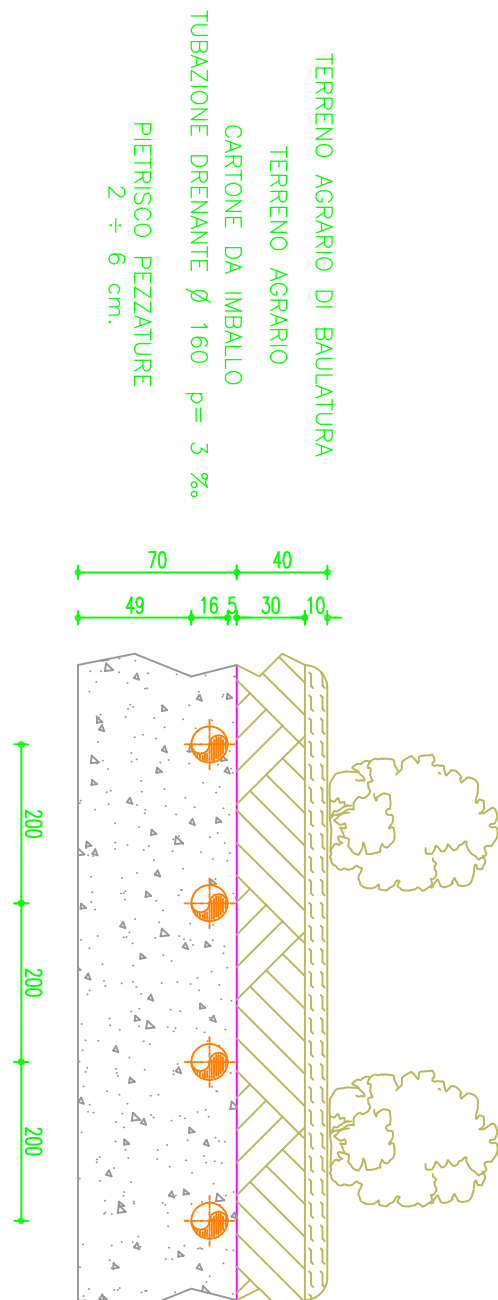 TERRENO AGRARIO DI BAULATURA
TERRENO AGRARIO
CARTONE DA IMBALLO
TUBAZIONE DRENANTE Ø 160 p= 3 ‰
PIETRISCO PEZZATURE
2 ÷ 6 cm.
70
40
49
16
5
30
10
200
200
200